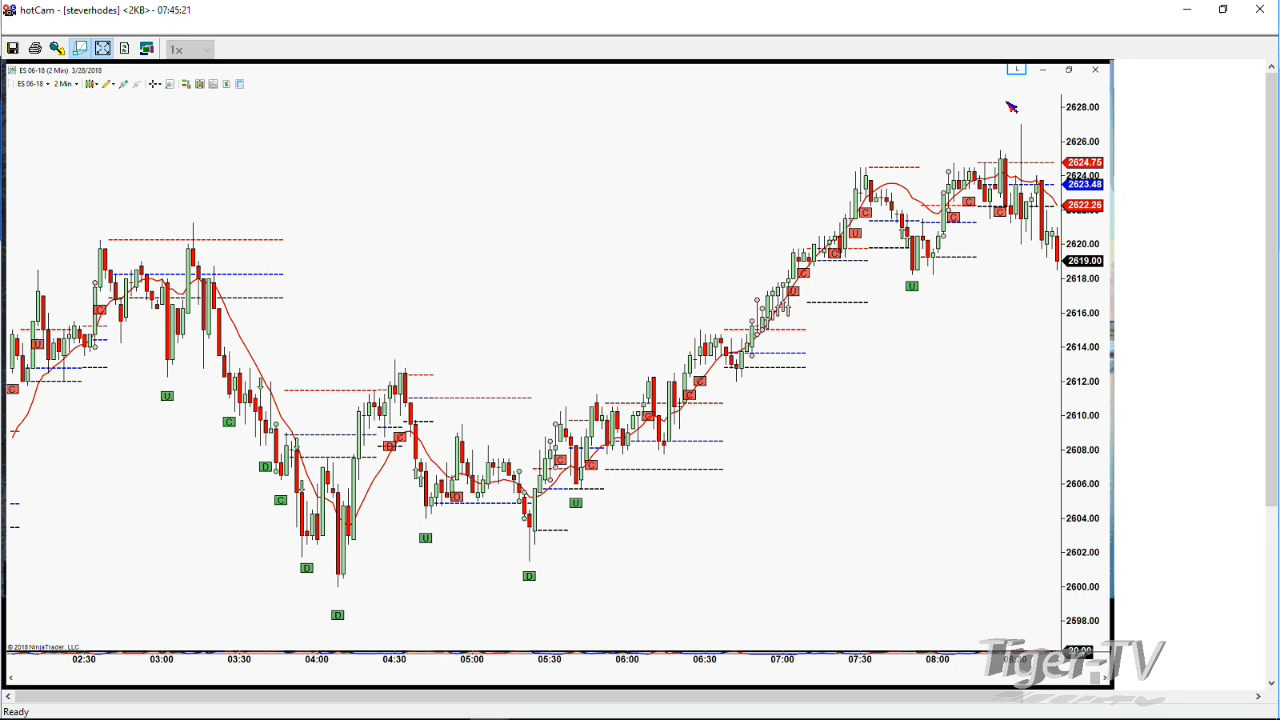 hotCam - [steverhodes] <2KB> - 07:45:21
1x
ES 06-18 (2 Min) 3/28/2018
L
ES 06-18 2 Min
2628.00
2626.00
2624.75
2624.00
2623.48
2622.26
2620.00
2619.00
2618.00
2616.00
2614.00
2612.00
2610.00
2608.00
2606.00
2604.00
2602.00
2600.00
2598.00
C U C U C D C D D D C U D D U C C C C C C U C U C C C
© 2018 NinjaTrader, LLC
02:30 03:00 03:30 04:00 04:30 05:00 05:30 06:00 06:30 07:00 07:30 08:00
Tiger-TV
Ready